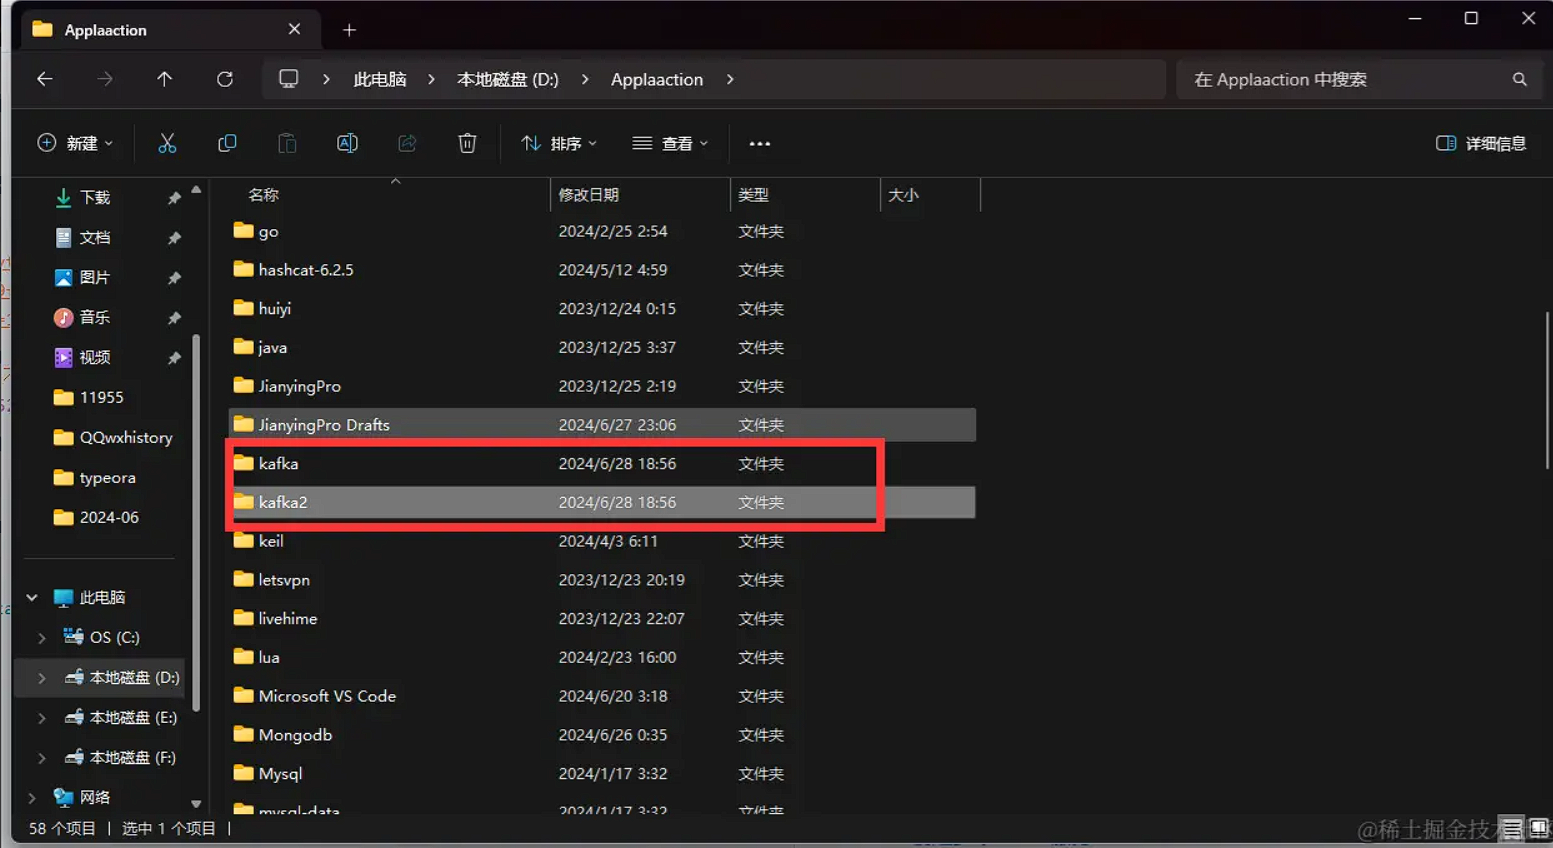 Applaaction
此电脑 本地磁盘 (D:) Applaaction 在 Applaaction 中搜索
新建 排序 查看 详细信息
名称 修改日期 类型 大小
下载
文档
图片
音乐
视频
11955
QQwxhistory
typeora
2024-06
此电脑
OS (C:)
本地磁盘 (D:)
本地磁盘 (E:)
本地磁盘 (F:)
网络
go 2024/2/25 2:54 文件夹
hashcat-6.2.5 2024/5/12 4:59 文件夹
huiyi 2023/12/24 0:15 文件夹
java 2023/12/25 3:37 文件夹
JianyingPro 2023/12/25 2:19 文件夹
JianyingPro Drafts 2024/6/27 23:06 文件夹
kafka 2024/6/28 18:56 文件夹
kafka2 2024/6/28 18:56 文件夹
keil 2024/4/3 6:11 文件夹
letsvpn 2023/12/23 20:19 文件夹
livehime 2023/12/23 22:07 文件夹
lua 2024/2/23 16:00 文件夹
Microsoft VS Code 2024/6/20 3:18 文件夹
Mongodb 2024/6/26 0:35 文件夹
Mysql 2024/1/17 3:32 文件夹
mysql-data 2024/1/17 3:32 文件夹
58 个项目 | 选中 1 个项目 |
@稀土掘金技术社区